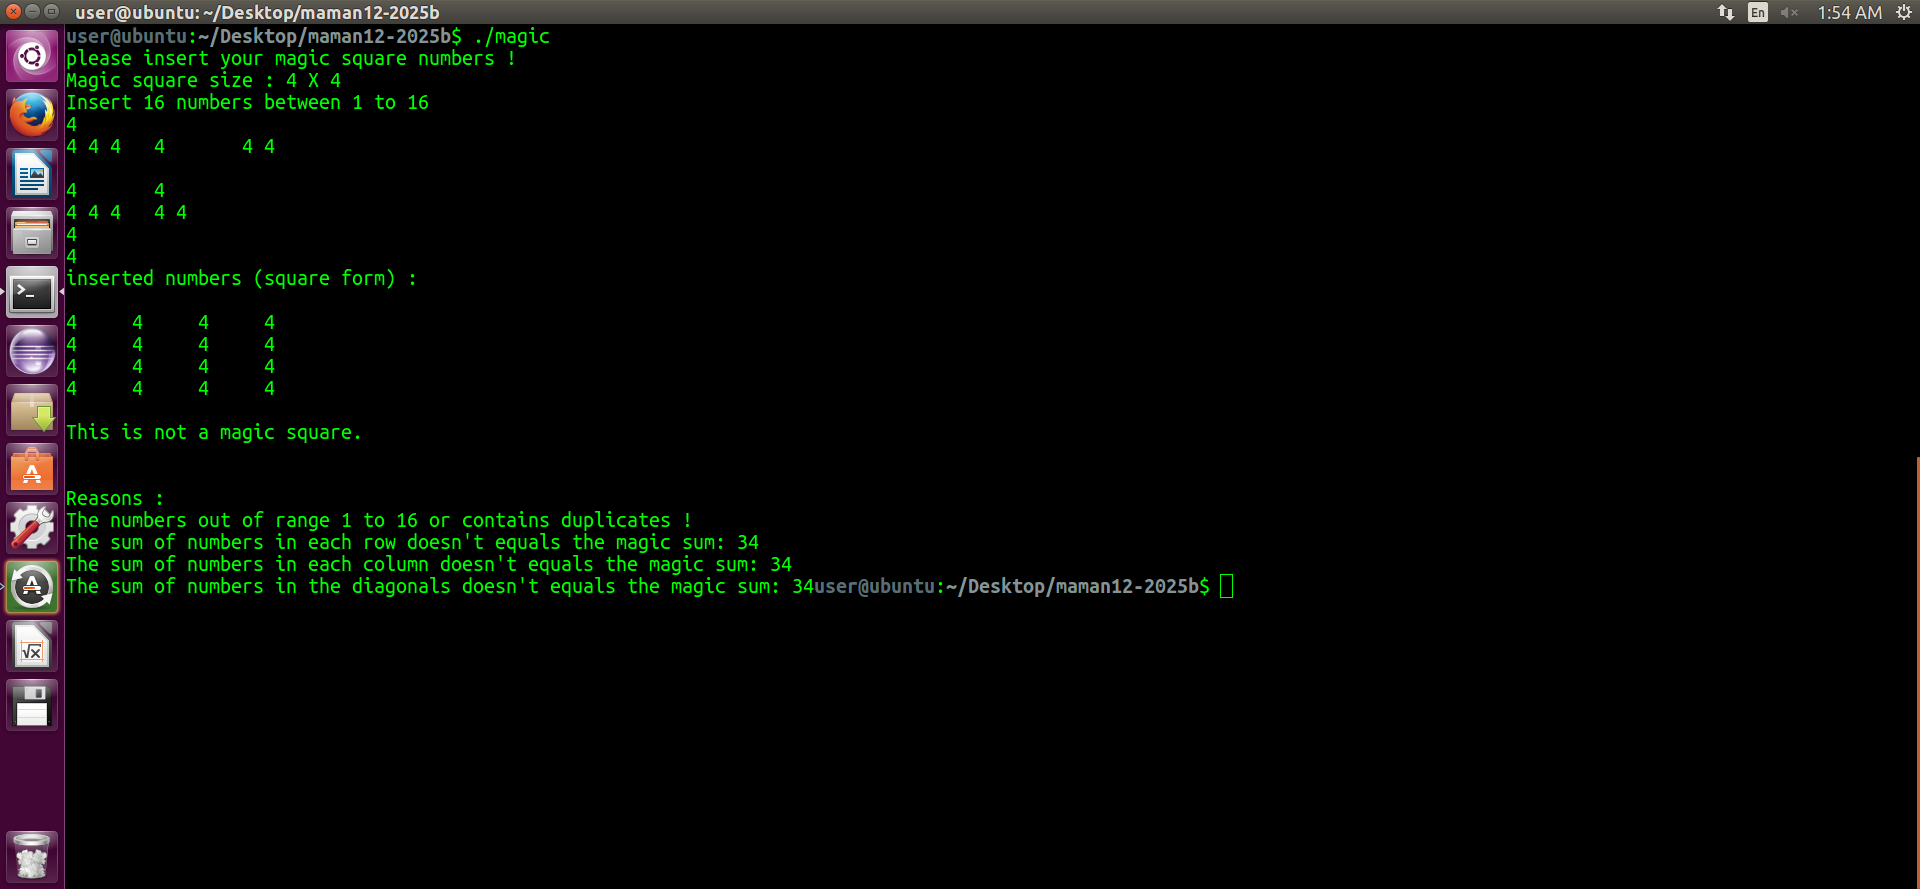 user@ubuntu: ~/Desktop/maman12-2025b
En
1:54 AM
user@ubuntu:~/Desktop/maman12-2025b$ ./magic
please insert your magic square numbers !
Magic square size : 4 X 4
Insert 16 numbers between 1 to 16
4
4 4 4   4       4 4
4       4
4 4 4   4 4
4
4
inserted numbers (square form) :
4     4     4     4
4     4     4     4
4     4     4     4
4     4     4     4
This is not a magic square.
Reasons :
The numbers out of range 1 to 16 or contains duplicates !
The sum of numbers in each row doesn't equals the magic sum: 34
The sum of numbers in each column doesn't equals the magic sum: 34
The sum of numbers in the diagonals doesn't equals the magic sum: 34user@ubuntu:~/Desktop/maman12-2025b$